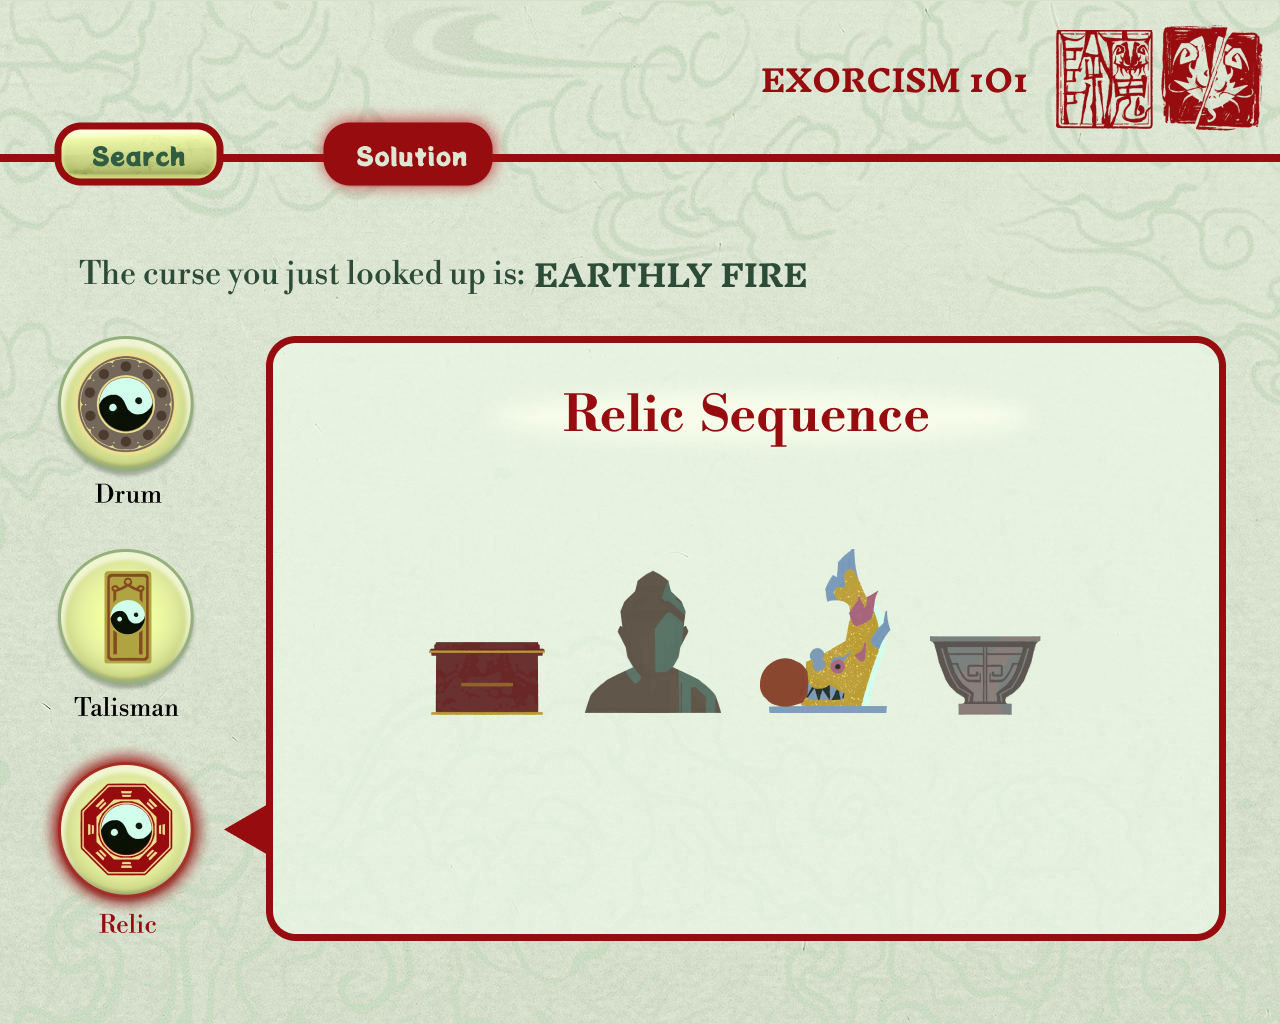 EXORCISM 101
Search
Solution
The curse you just looked up is: EARTHLY FIRE
Relic Sequence
Drum
Talisman
Relic